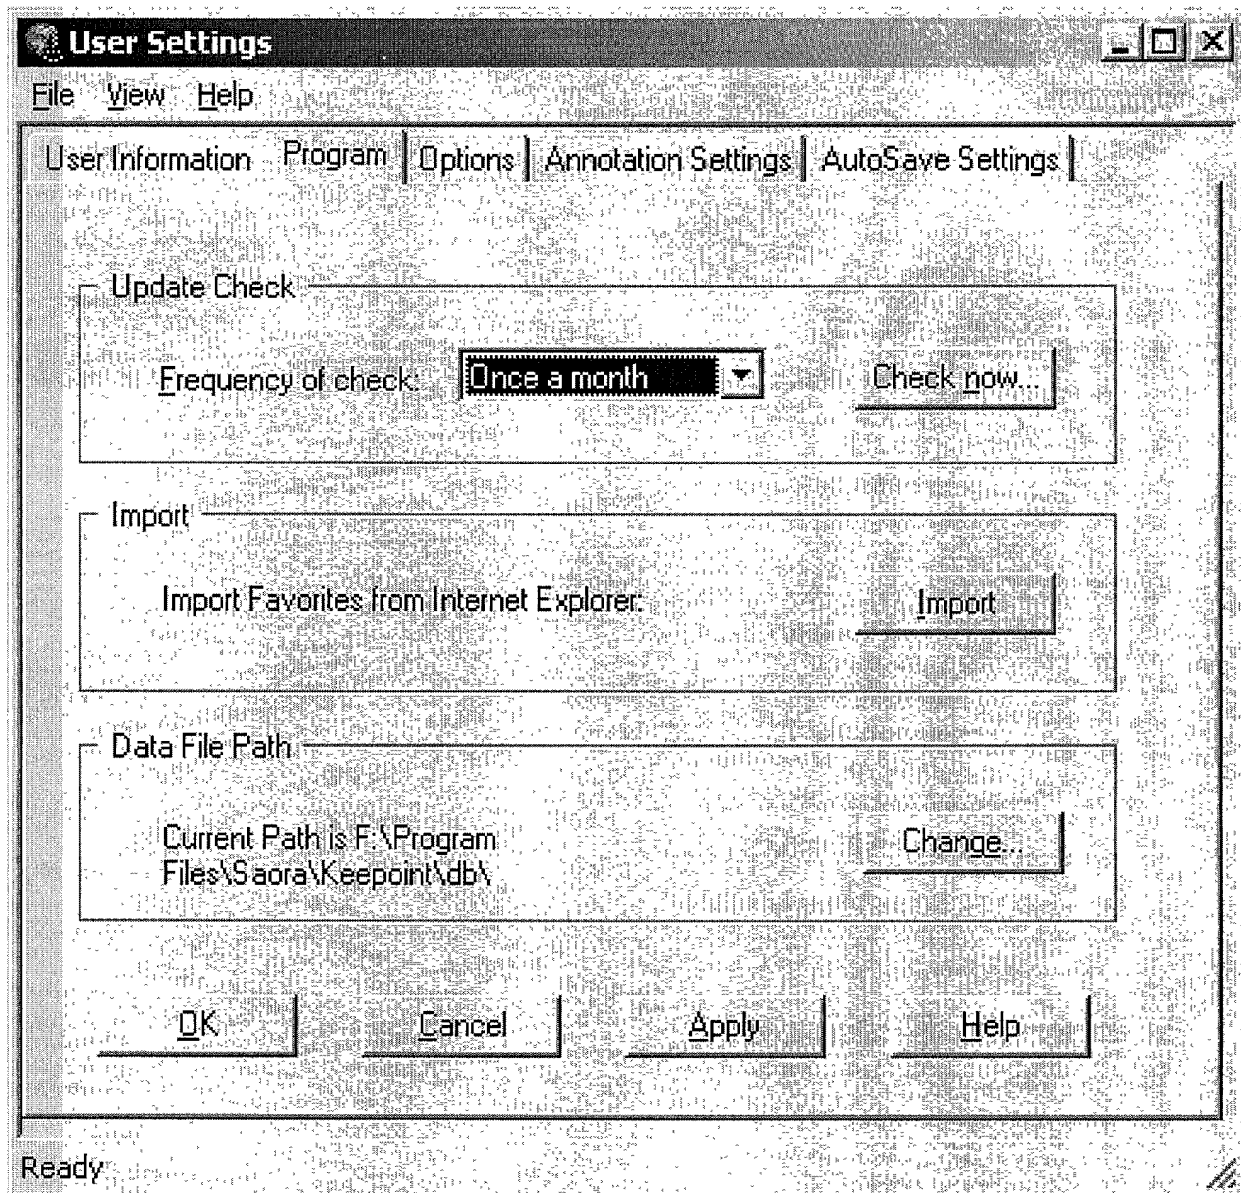 User Settings
File View Help
User Information Program Options Annotation Settings AutoSave Settings
Update Check
Frequency of check: Once a month Check now...
Import
Import Favorites from Internet Explorer: Import
Data File Path
Current Path is F:\Program
Files\Saora\Keepoint\db\
Change...
OK Cancel Apply Help
Ready